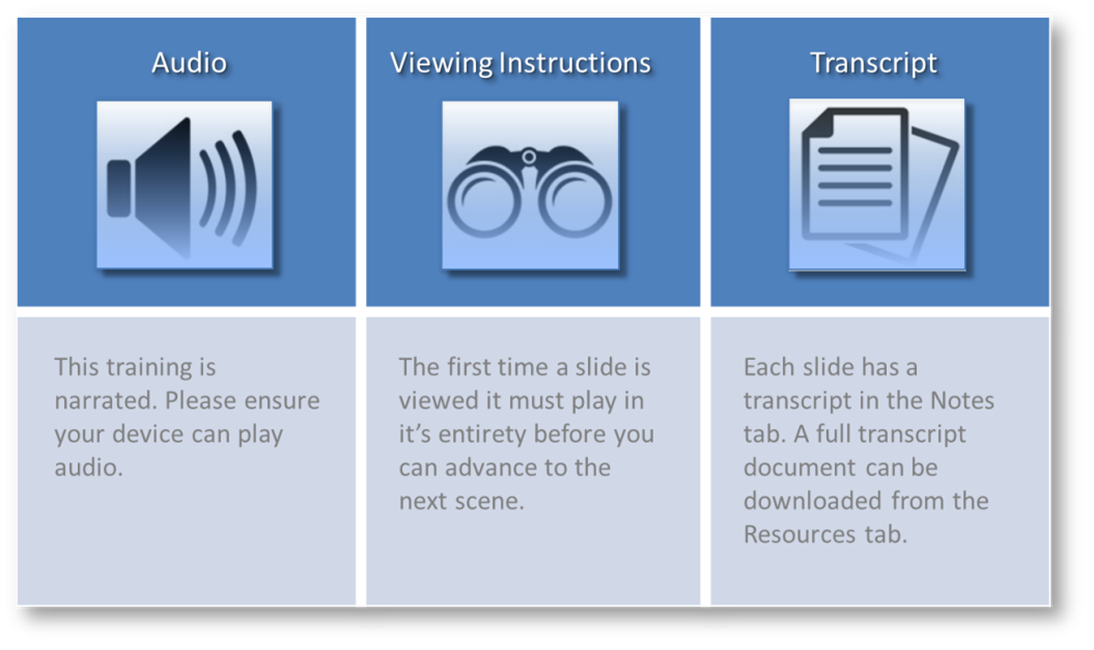 Audio
This training is
narrated. Please ensure
your device can play
audio.
Viewing Instructions
The first time a slide is
viewed it must play in
it's entirety before you
can advance to the
next scene.
Transcript
Each slide has a
transcript in the Notes
tab. A full transcript
document can be
downloaded from the
Resources tab.